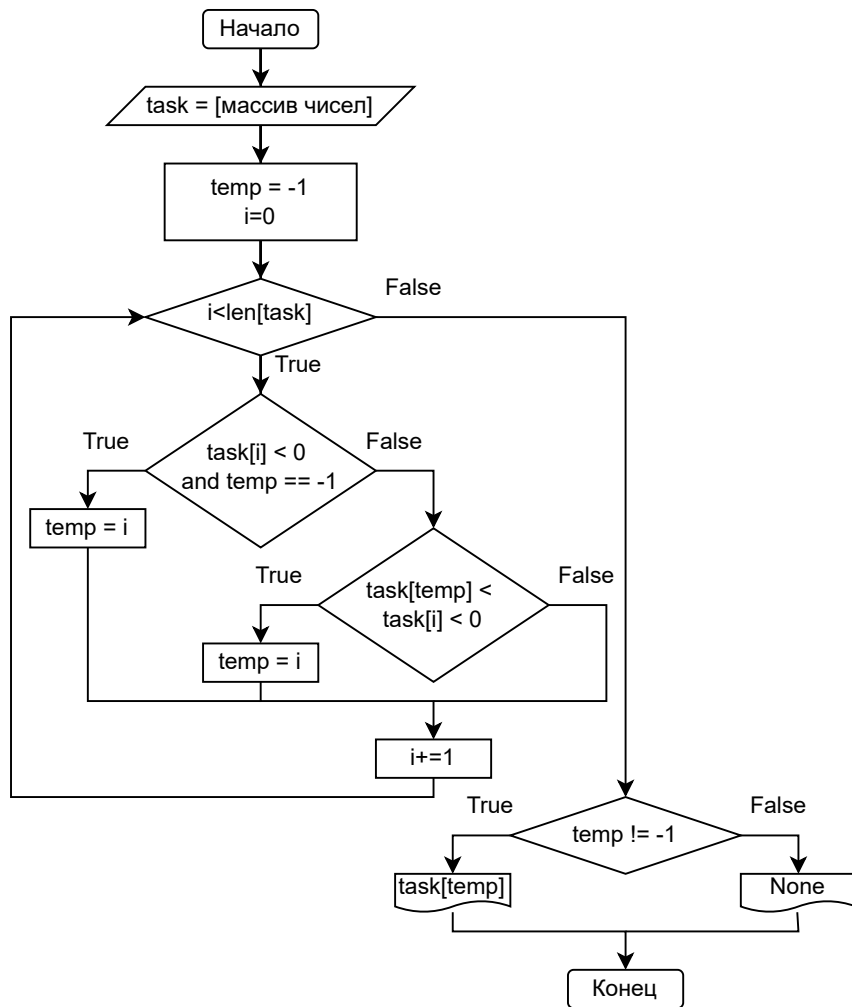 Начало
task = [массив чисел]
temp = -1
i=0
i<len[task]
False
True
task[i] < 0
and temp == -1
True
False
temp = i
task[temp] <
task[i] < 0
True
False
temp = i
i+=1
temp != -1
True
False
task[temp]
None
Конец